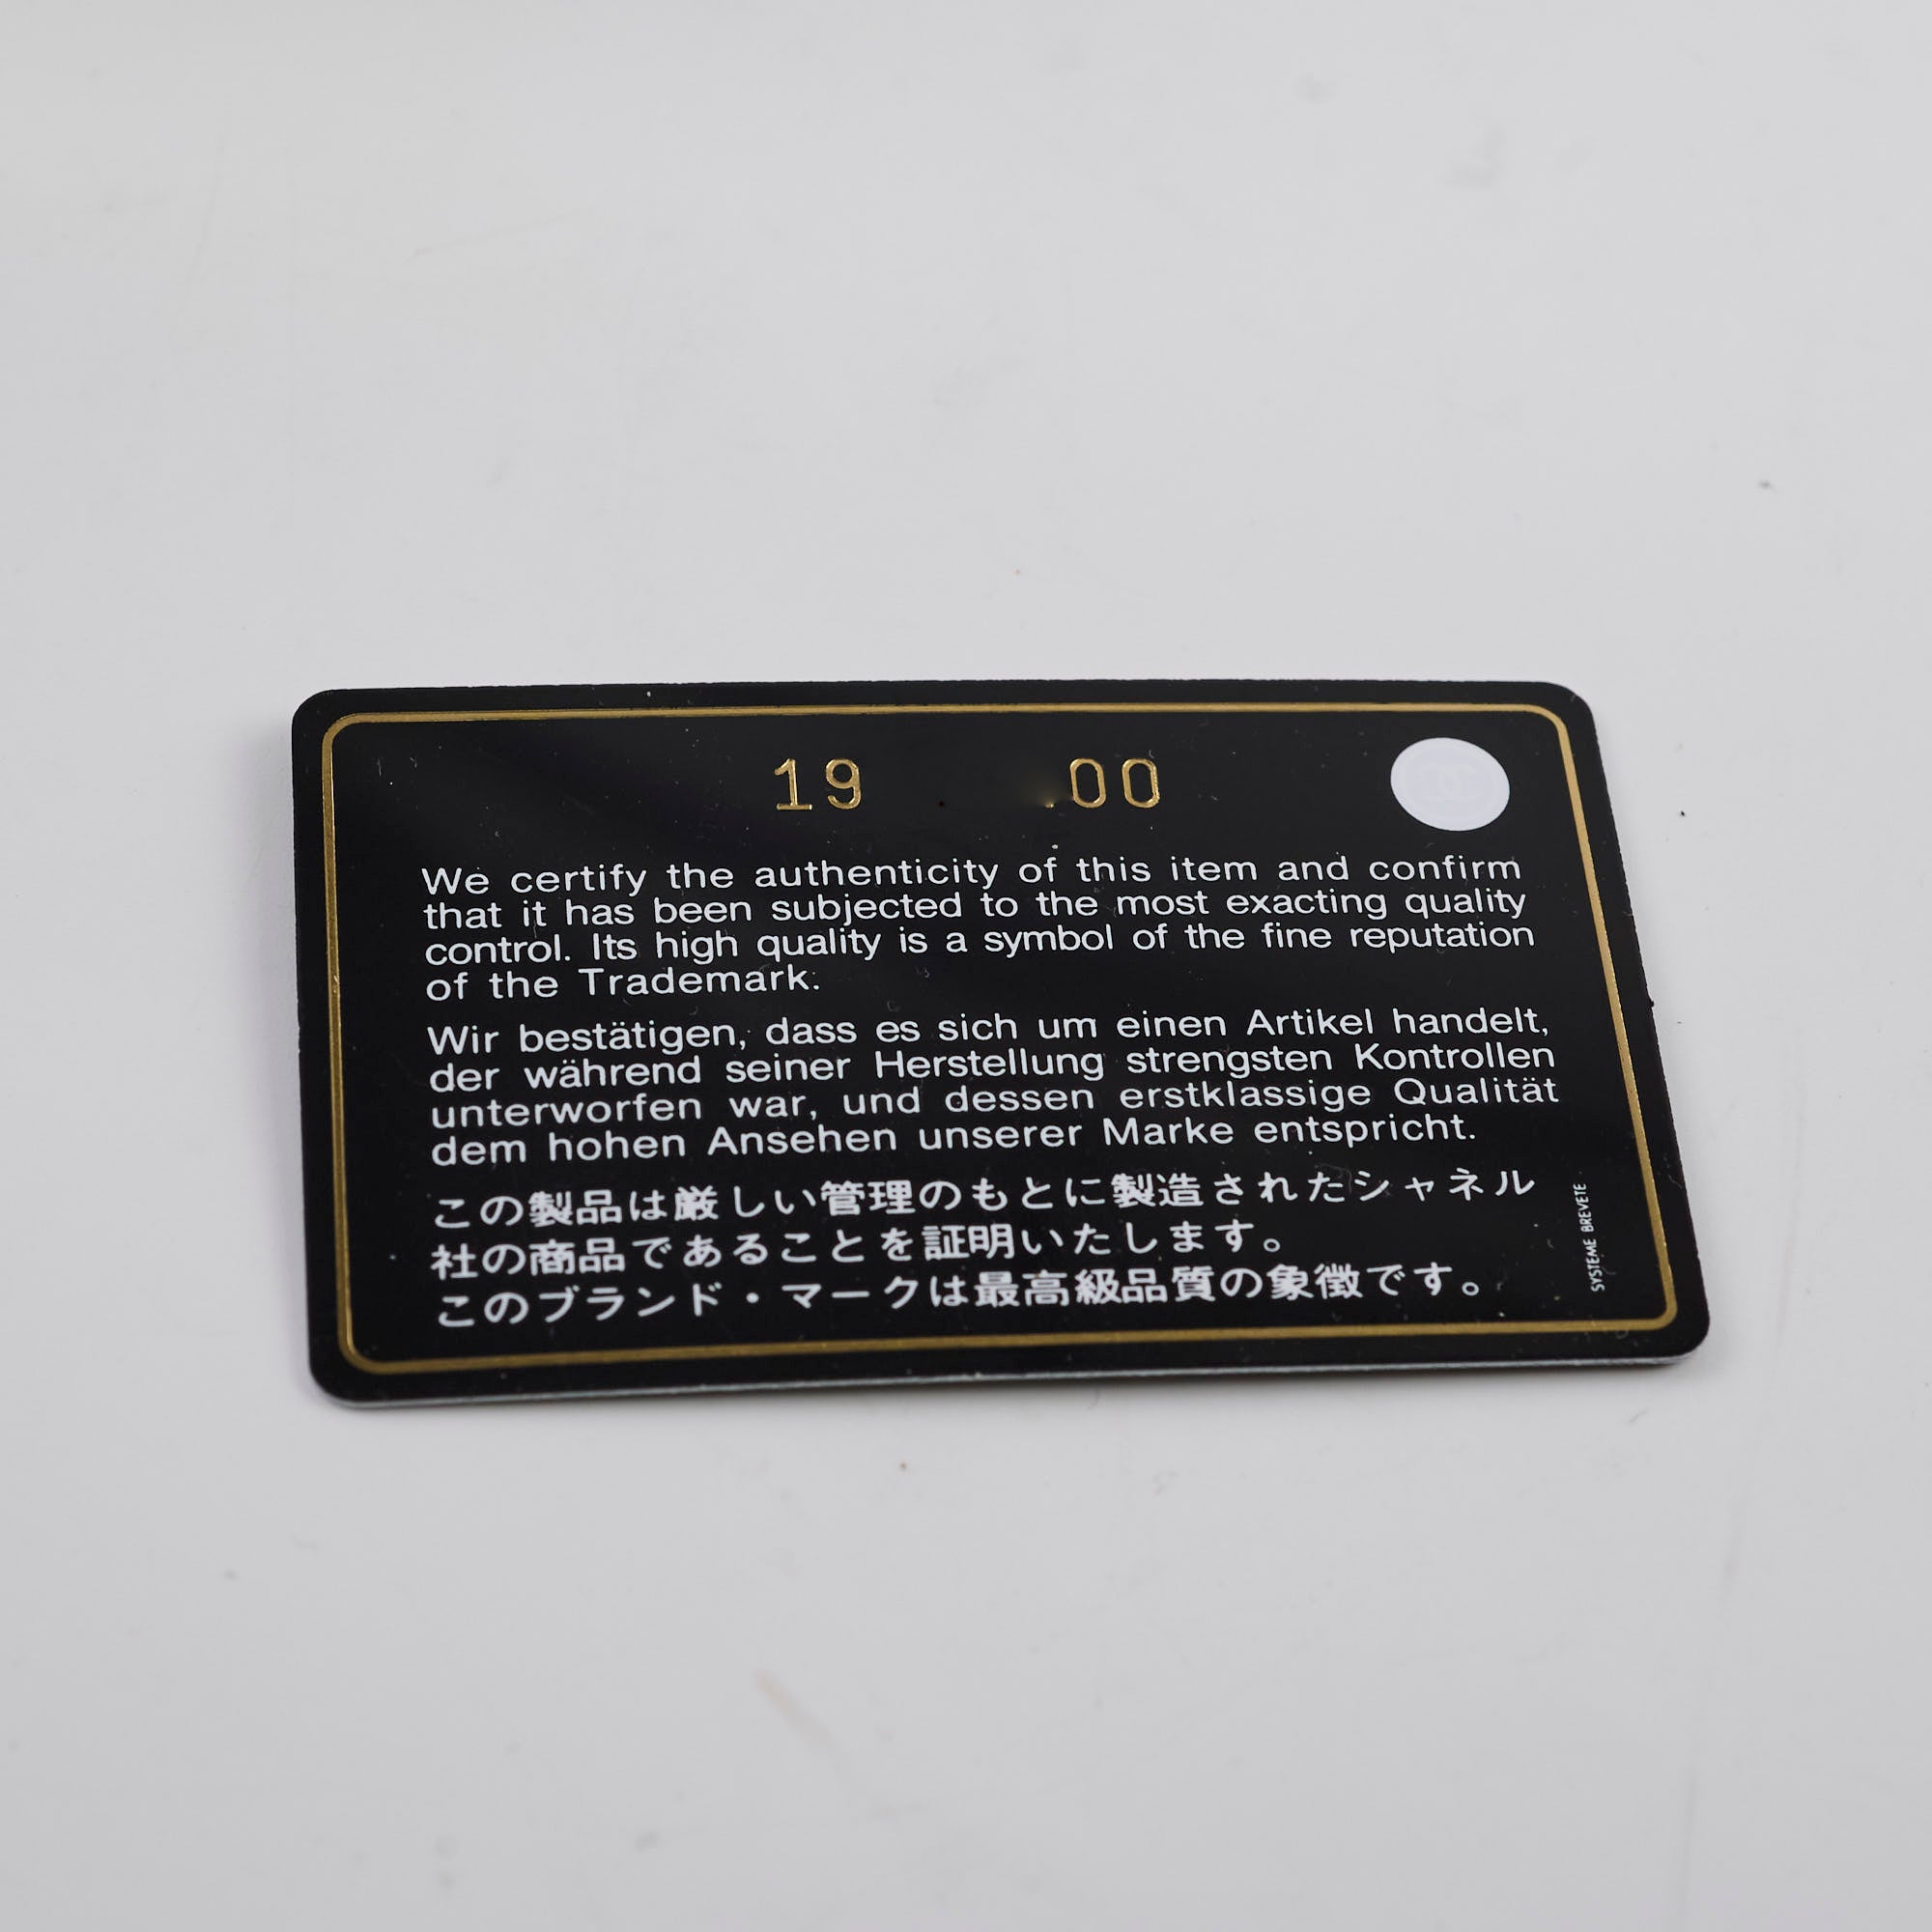 19 00
We certify the authenticity of this item and confirm
that it has been subjected to the most exacting quality
control. Its high quality is a symbol of the fine reputation
of the Trademark.
Wir bestätigen, dass es sich um einen Artikel handelt,
der während seiner Herstellung strengsten Kontrollen
unterworfen war, und dessen erstklassige Qualität
dem hohen Ansehen unserer Marke entspricht.
この製品は厳しい管理のもとに製造されたシャネル
社の商品であることを証明いたします。
このブランド・マークは最高級品質の象徴です。
SYSTEME BREVETE